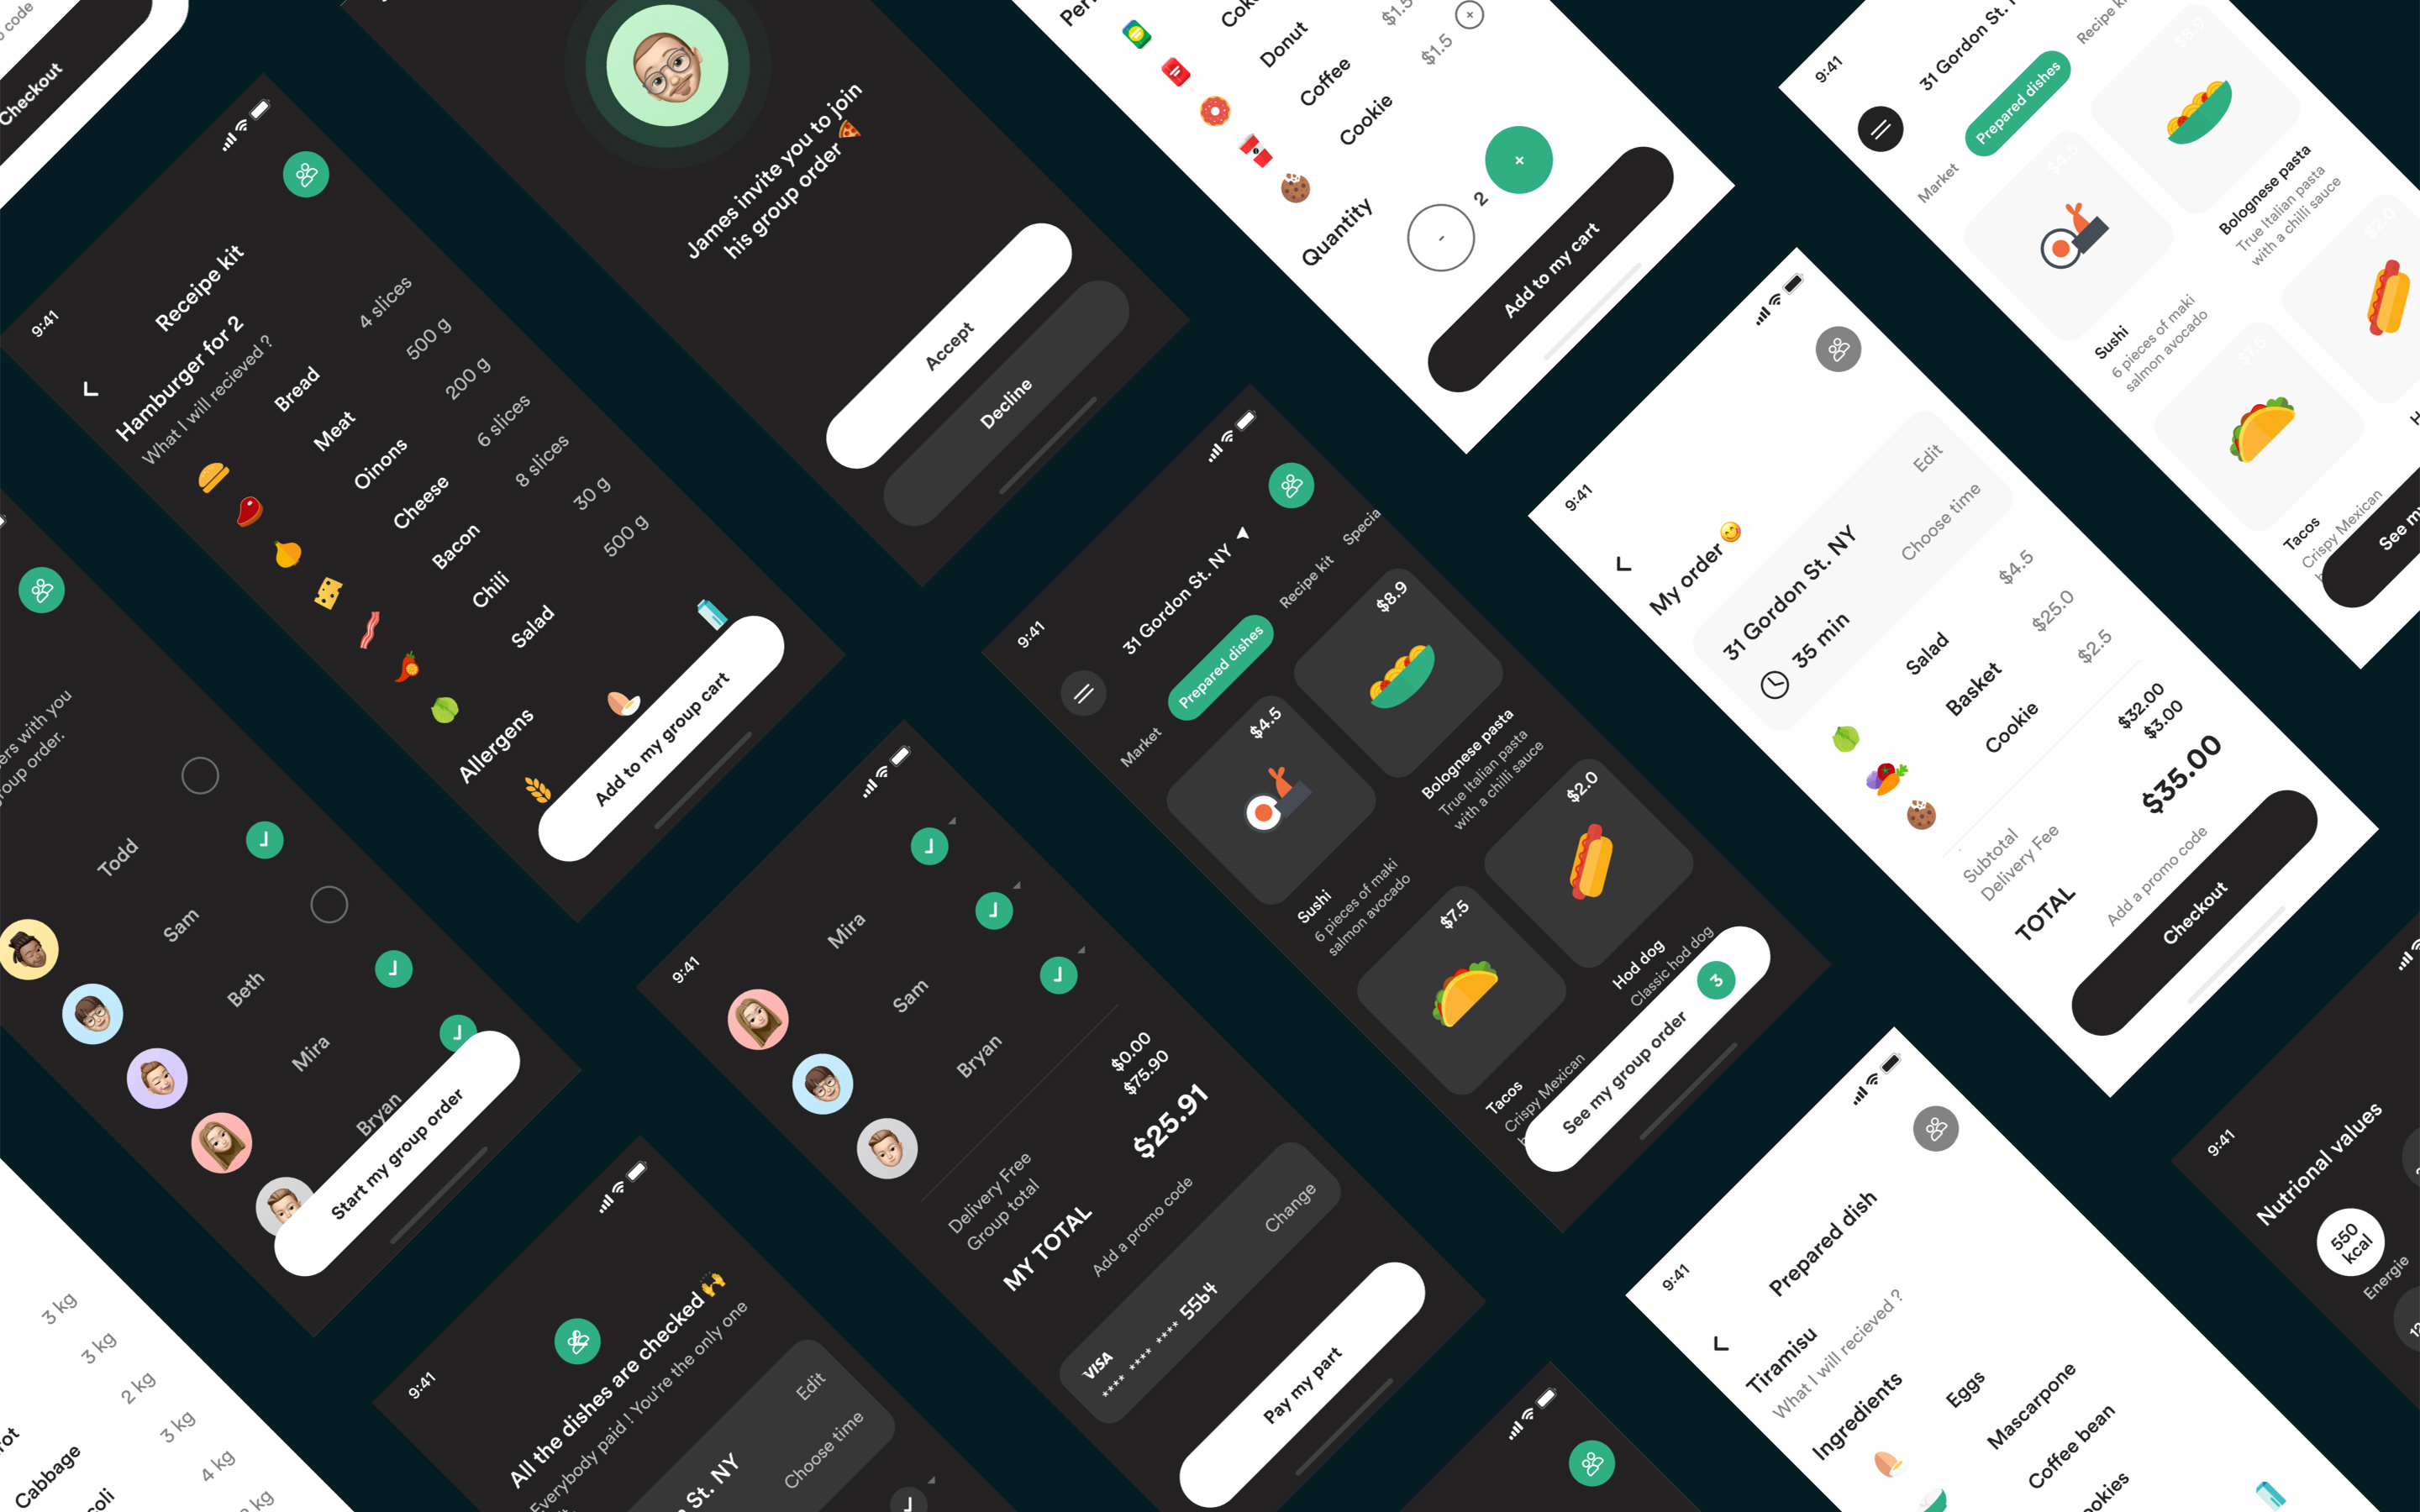 code
Checkout
9:41
Receipe kit
Hamburger for 2
What I will recieved ?
Bread
4 slices
Meat
500 g
Oinons
200 g
Cheese
6 slices
Bacon
8 slices
Chili
30 g
Salad
500 g
Allergens
Add to my group cart
James invite you to join
his group order
Accept
Decline
Donut
$1.5
Coffee
$1.5
Cookie
Quantity
-
2
+
Add to my cart
9:41
31 Gordon St.
Market
Prepared dishes
Recipe
$4.5
$8.9
Sushi
6 pieces of maki
salmon avocado
Bolognese pasta
True Italian pasta
with a chilli sauce
$7.5
$2.0
Tacos
Crispy Mexican
See
9:41
My order
31 Gordon St. NY
Edit
35 min
Choose time
Salad
$4.5
Basket
$25.0
Cookie
$2.5
Subtotal
$32.00
Delivery Fee
$3.00
TOTAL
$35.00
Add a promo code
Checkout
9:41
31 Gordon St. NY
Market
Prepared dishes
Recipe kit
Specia
$4.5
$8.9
Sushi
6 pieces of maki
salmon avocado
Bolognese pasta
True Italian pasta
with a chilli sauce
$7.5
$2.0
Tacos
Crispy Mexican
Hod dog
Classic hod dog
See my group order
3
with you
group order.
Todd
Sam
Beth
Mira
Bryan
Start my group order
9:41
Mira
Sam
Bryan
Delivery Free
$0.00
Group total
$75.90
MY TOTAL
$25.91
Add a promo code
VISA
**** **** **** 5564
Change
Pay my part
9:41
All the dishes are checked
Everybody paid ! You're the only one
St. NY
Edit
Choose time
3 kg
3 kg
2 kg
Cabbage
3 kg
4 kg
kg
9:41
Prepared dish
Tiramisu
What I will recieved ?
Ingredients
Eggs
Mascarpone
Coffee bean
9:41
Nutrional values
550
kcal
Energie